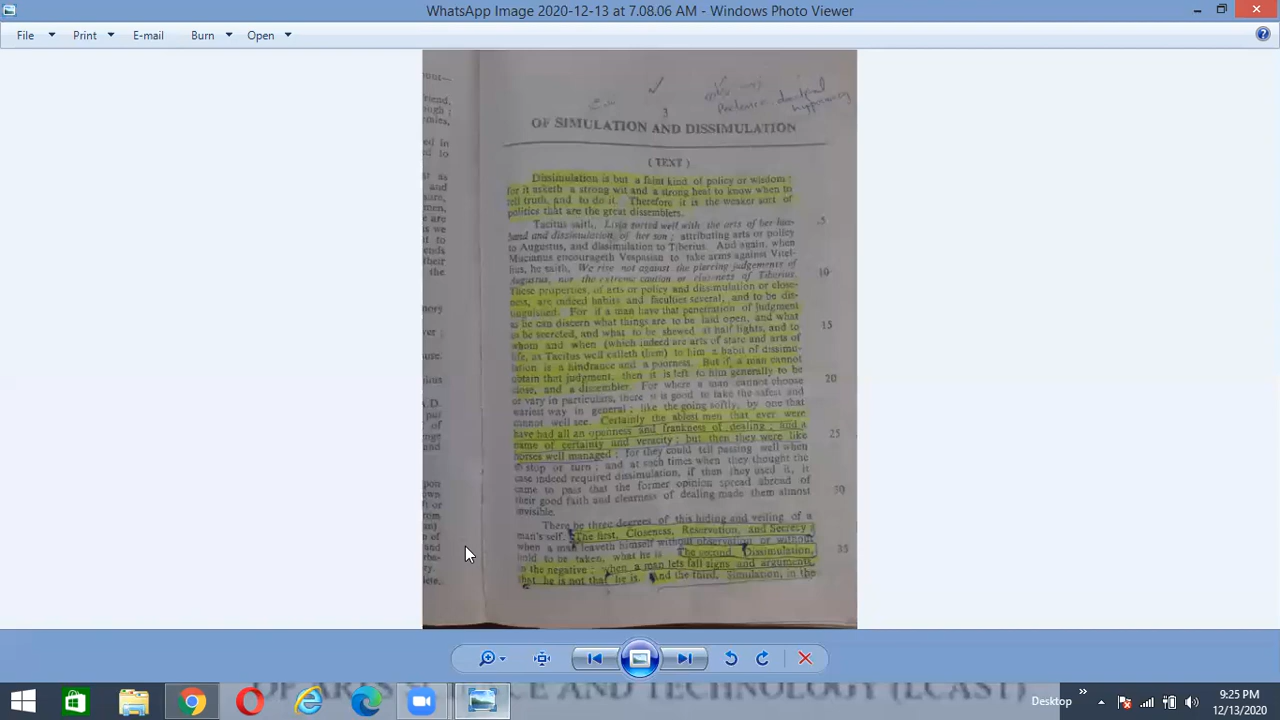 WhatsApp Image 2020-12-13 at 7.08.06 AM - Windows Photo Viewer
File Print E-mail Burn Open
3
OF SIMULATION AND DISSIMULATION
(TEXT)
Dissimulation is but a faint kind of policy or wisdom;
for it asketh a strong wit and a strong heat to know when to
tell truth, and to do it. Therefore it is the weaker sort of
politics that are the great dissemblers.
Tacitus saith, Livia sorted well with the arts of her hus- 5
band and dissimulation of her son; attributing arts or policy
to Augustus, and dissimulation to Tiberius. And again, when
Mucianus encourageth Vespasian to take arms against Vitel-
lius, he saith, We rise not against the piercing judgements of
Augustus, nor the extreme caution or closeness of Tiberius. 10
These properties, of arts or policy and dissimulation or close-
ness, are indeed habits and faculties several, and to be dis-
tinguished. For if a man have that penetration of judgment
as he can discern what things are to be laid open, and what
to be secreted, and what to be shewed at half lights, and to 15
whom and when (which indeed are arts of state and arts of
life, as Tacitus well calleth them) to him a habit of dissimu-
lation is a hindrance and a poorness. But if a man cannot
obtain that judgment, then it is left to him generally to be
close, and a dissembler. For where a man cannot choose 20
or vary in particulars, there it is good to take the safest and
wariest way in general; like the going softly, by one that
cannot well see. Certainly the ablest men that ever were
have had all an openness and frankness of dealing; and a
name of certainty and veracity; but then they were like 25
horses well managed; for they could tell passing well when
to stop or turn; and at such times when they thought the
case indeed required dissimulation, if then they used it, it
came to pass that the former opinion spread abroad of
their good faith and clearness of dealing made them almost 30
invisible.
There be three degrees of this hiding and veiling of a
man's self. The first, Closeness, Reservation, and Secrecy;
when a man leaveth himself without observation or without
hold to be taken, what he is. The second Dissimulation, 35
in the negative; when a man lets fall signs and arguments,
that he is not that he is. And the third, Simulation, in the
OF ARTS SCIENCE AND TECHNOLOGY (ECAST)
Desktop
9:25 PM
12/13/2020